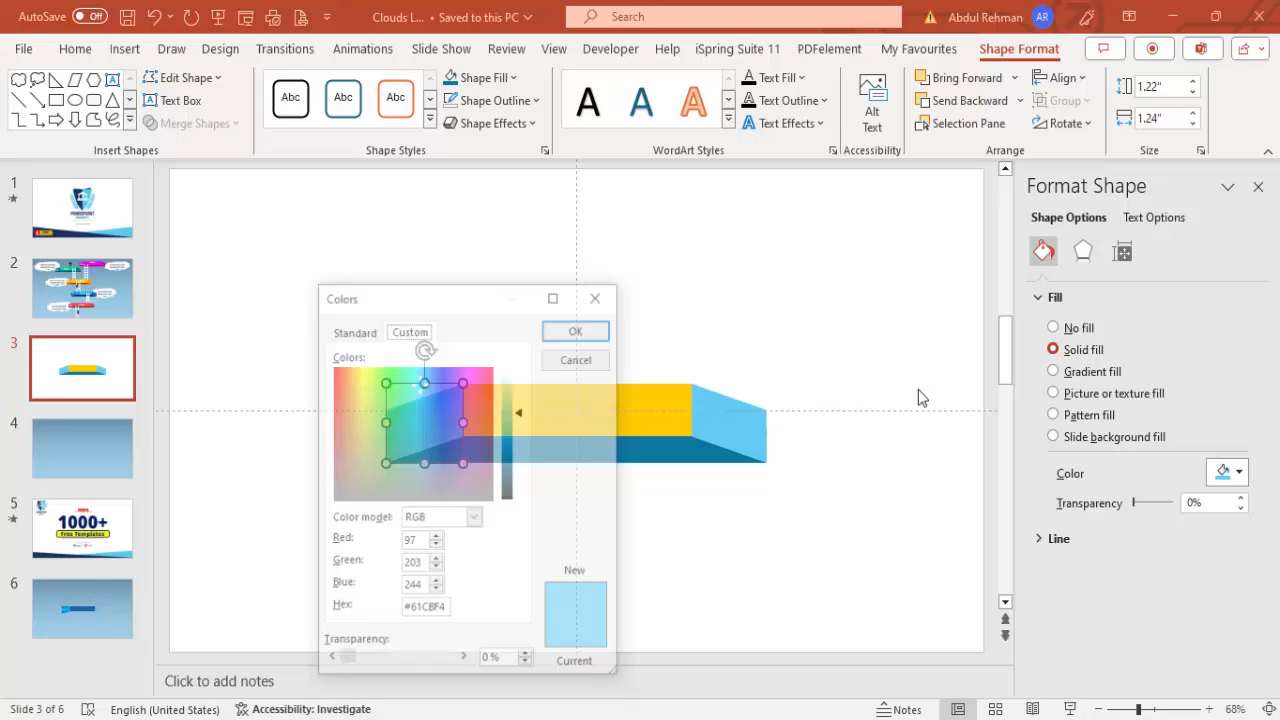 AutoSave Off Clouds L... • Saved to this PC Search Abdul Rehman AR
File Home Insert Draw Design Transitions Animations Slide Show Review View Developer Help iSpring Suite 11 PDFelement My Favourites Shape Format
Edit Shape Abc Abc Abc Shape Fill A A A Text Fill Bring Forward Align 1.22"
Text Box Shape Outline Text Outline Alt Text Send Backward Group
Merge Shapes Shape Effects Text Effects Selection Pane Rotate 1.24"
Insert Shapes Shape Styles WordArt Styles Accessibility Arrange Size
1
2
3
4
5
1000+
Free Templates
6
Colors
Standard Custom OK
Colors: Cancel
Color model: RGB
Red: 97
Green: 203
Blue: 244
Hex: #61CBF4
New
Transparency:
0 % Current
Format Shape
Shape Options Text Options
Fill
No fill
Solid fill
Gradient fill
Picture or texture fill
Pattern fill
Slide background fill
Color
Transparency 0%
Line
Click to add notes
Slide 3 of 6 English (United States) Accessibility: Investigate Notes 68%